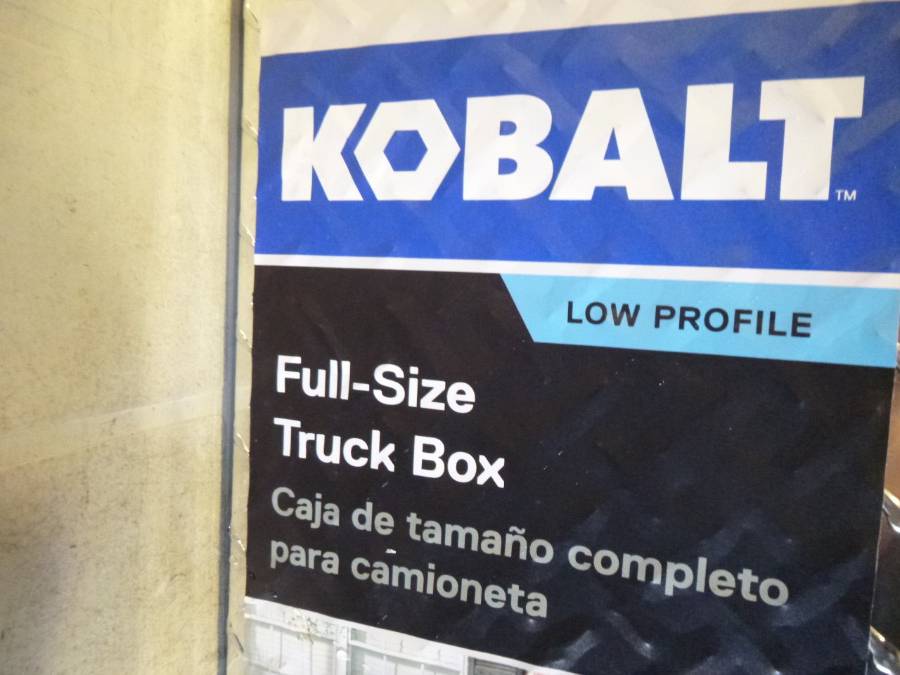 KOBALT™
LOW PROFILE
Full-Size
Truck Box
Caja de tamaño completo
para camioneta